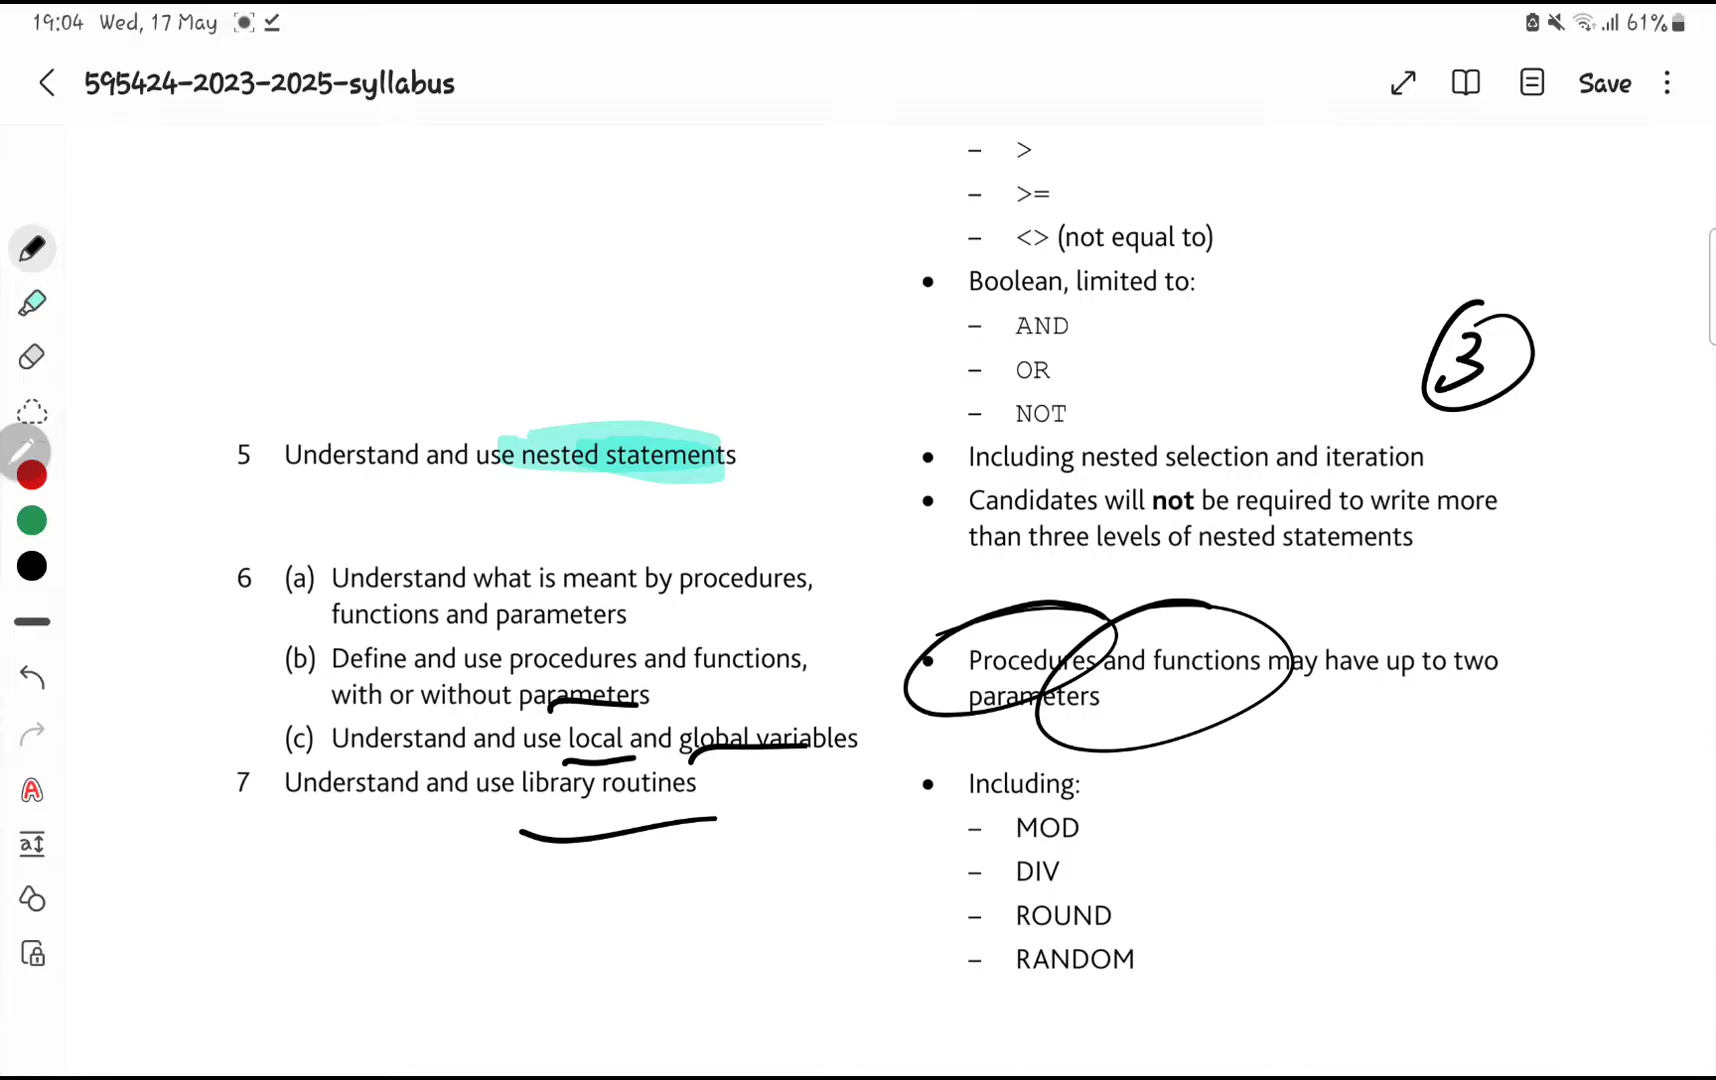 19:04 Wed, 17 May
61%
595424-2023-2025-syllabus
Save
– >
– >=
– <> (not equal to)
• Boolean, limited to:
– AND
– OR
– NOT
3
5 Understand and use nested statements
• Including nested selection and iteration
• Candidates will not be required to write more
than three levels of nested statements
6 (a) Understand what is meant by procedures,
functions and parameters
(b) Define and use procedures and functions,
with or without parameters
• Procedures and functions may have up to two
parameters
(c) Understand and use local and global variables
7 Understand and use library routines
• Including:
– MOD
– DIV
– ROUND
– RANDOM